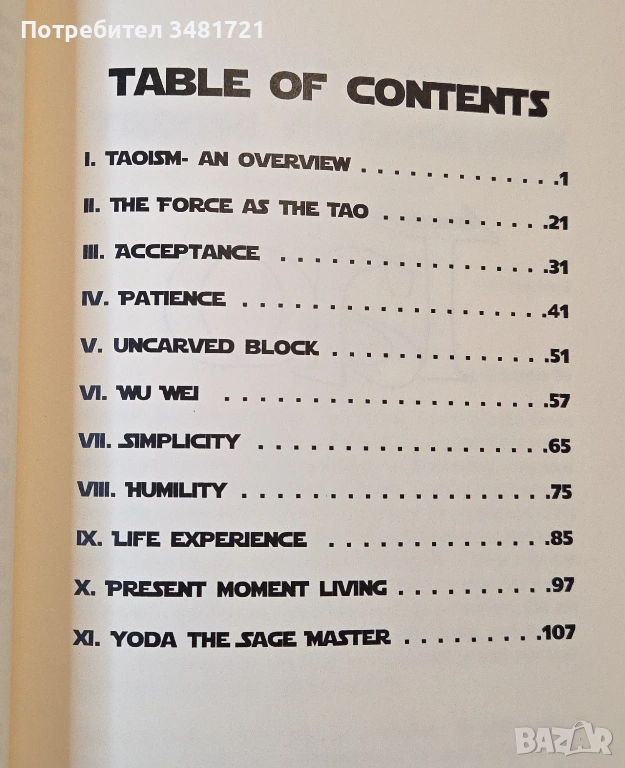 Потребител 3481721
TABLE OF CONTENTS
I. TAOISM- AN OVERVIEW . . . . . . . . . . . . .1
II. THE FORCE AS THE TAO . . . . . . . . . . .21
III. ACCEPTANCE . . . . . . . . . . . . . . . . . .31
IV. PATIENCE . . . . . . . . . . . . . . . . . . . .41
V. UNCARVED BLOCK . . . . . . . . . . . . . .51
VI. WU WEI . . . . . . . . . . . . . . . . . . . . .57
VII. SIMPLICITY . . . . . . . . . . . . . . . . . . .65
VIII. HUMILITY . . . . . . . . . . . . . . . . . . . .75
IX. LIFE EXPERIENCE . . . . . . . . . . . . . . .85
X. PRESENT MOMENT LIVING . . . . . . . . . .97
XI. YODA THE SAGE MASTER . . . . . . . . .107
BAZAR